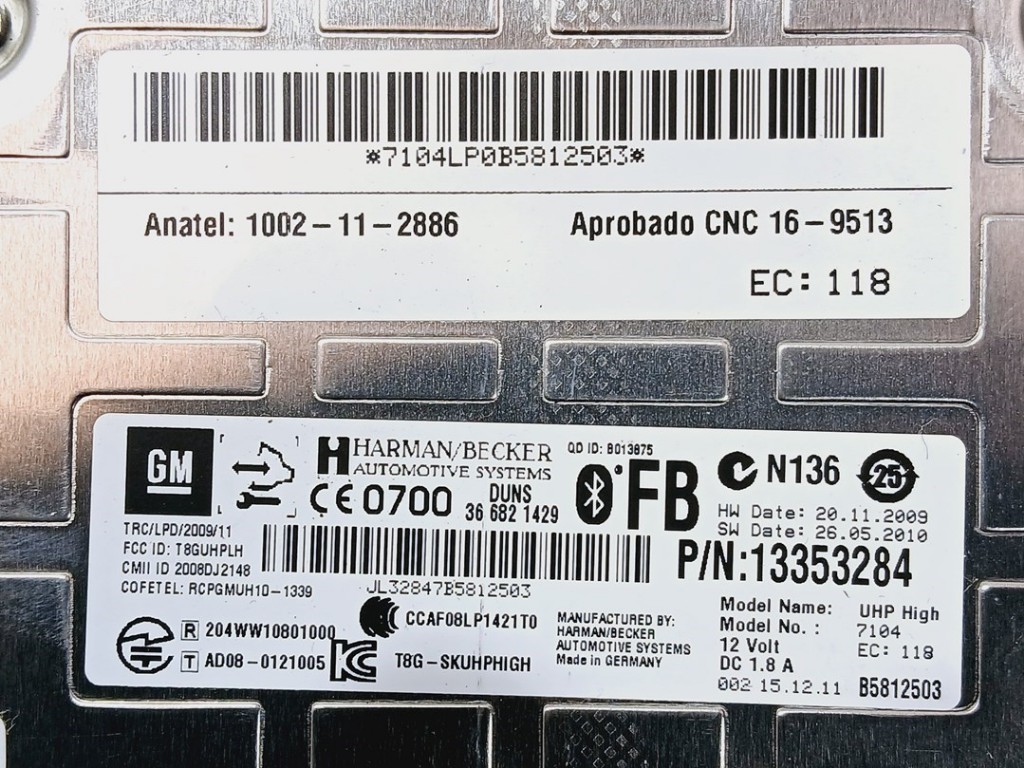 *7104LP0B5812503*
Anatel: 1002-11-2886
Aprobado CNC 16-9513
EC: 118
GM
HARMAN/BECKER
AUTOMOTIVE SYSTEMS
QD ID: B013875
CE 0700
DUNS
36 682 1429
FB
N136
25
HW Date: 20.11.2009
SW Date: 26.05.2010
TRC/LPD/2009/11
FCC ID: T8GUHPLH
CMII ID 2008DJ2148
COFETEL: RCPGMUH10-1339
JL32847B5812503
P/N:13353284
R 204WW10801000
T AD08-0121005
CCAF08LP1421T0
KC
T8G-SKUHPHIGH
MANUFACTURED BY:
HARMAN/BECKER
AUTOMOTIVE SYSTEMS
Made in GERMANY
Model Name: UHP High
Model No.: 7104
12 Volt EC: 118
DC 1.8 A
002 15.12.11 B5812503